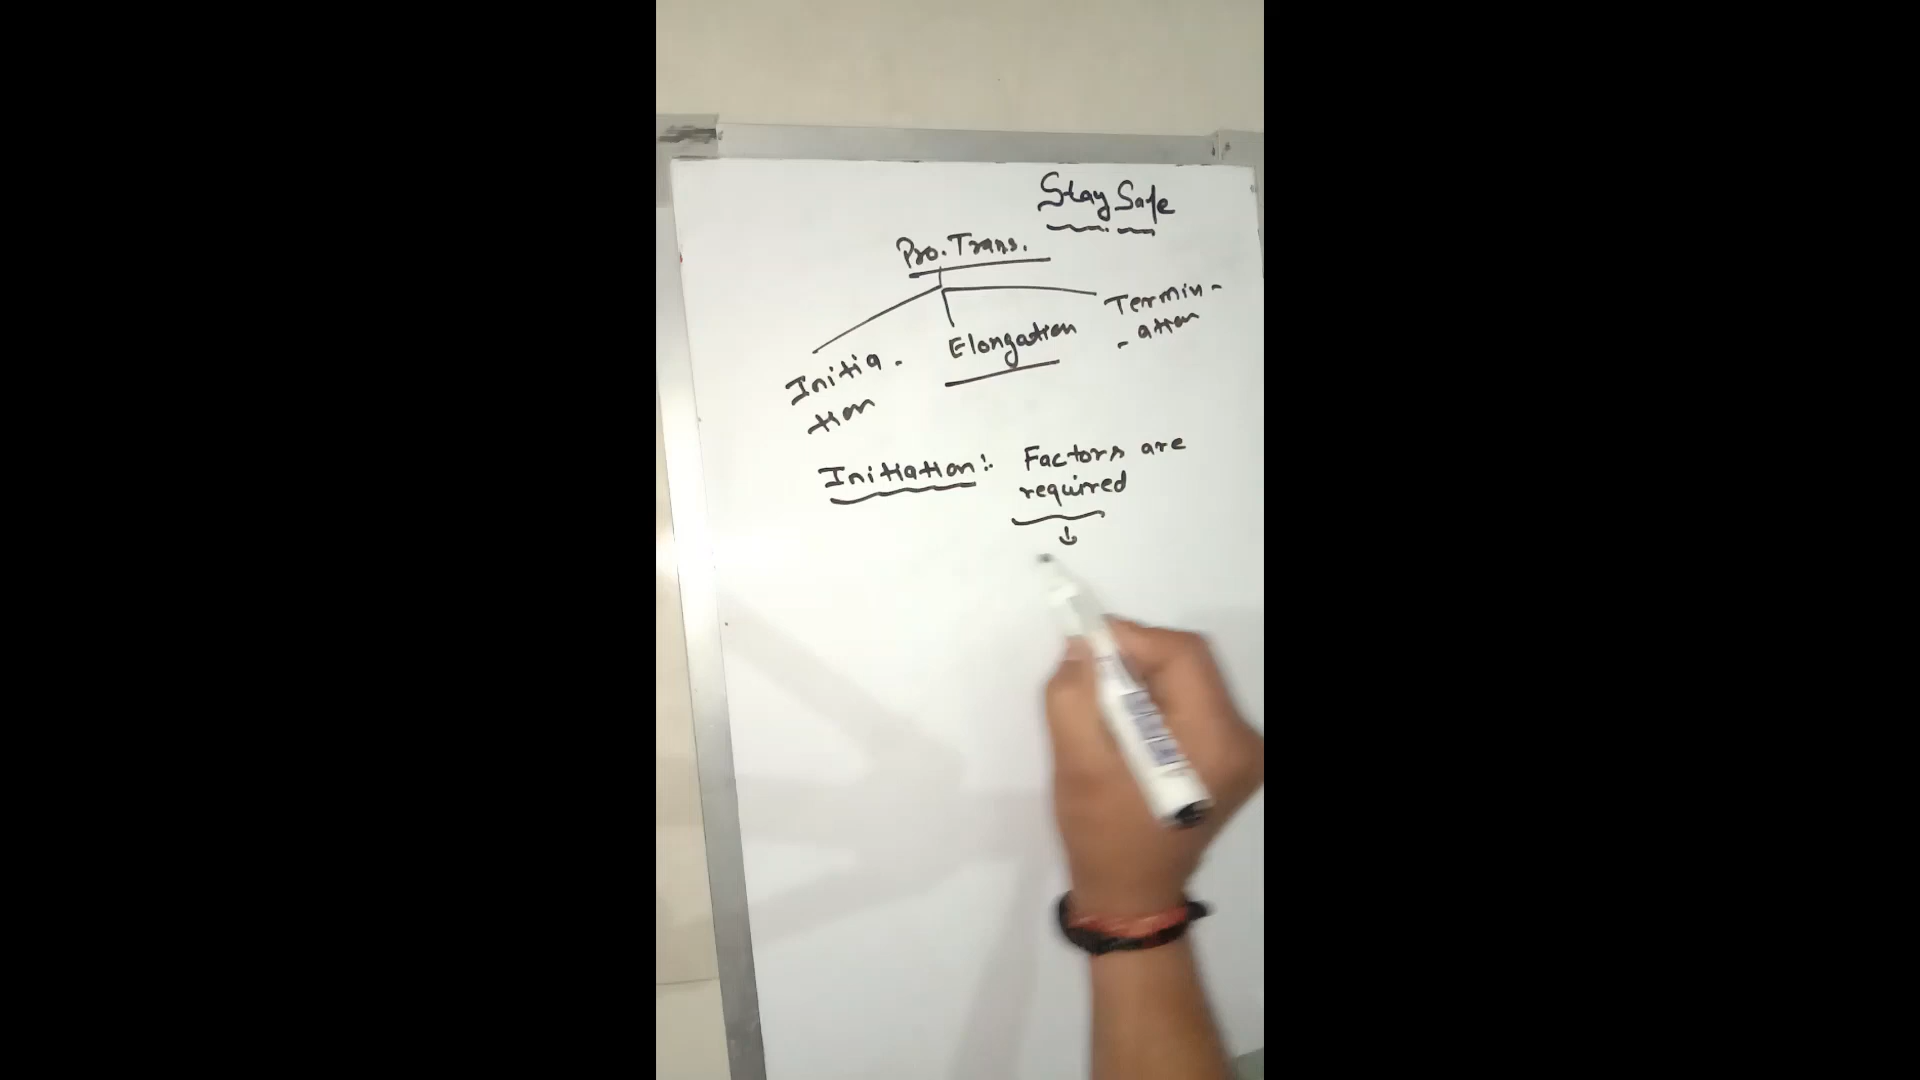 Stay Safe
Pro. Trans.
Initia-
tion
Elongation
Termin-
-ation
Initiation:- Factors are
required